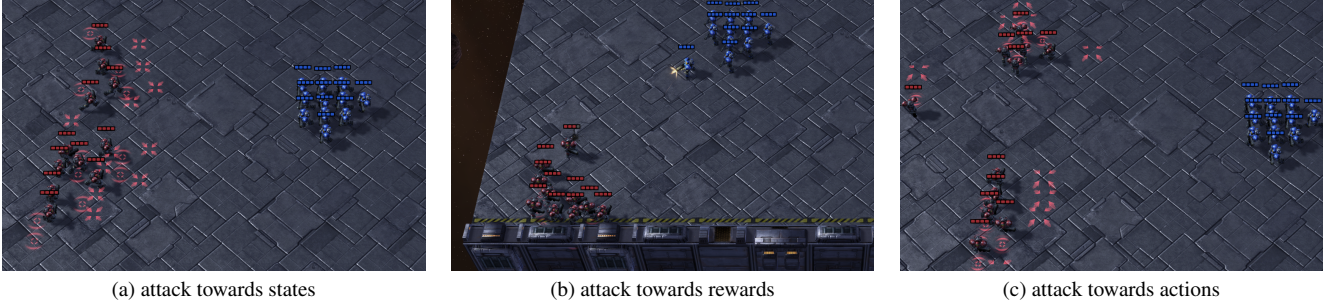 (a) attack towards states
(b) attack towards rewards
(c) attack towards actions